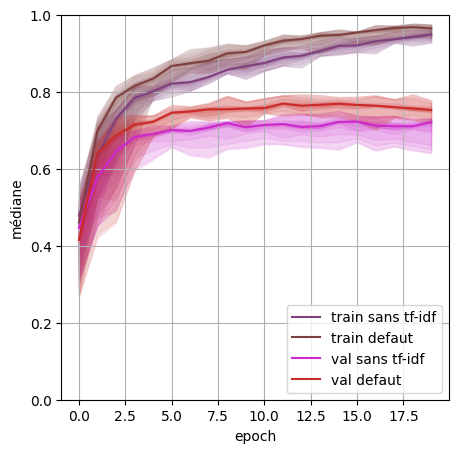 1.0
0.8
0.6
0.4
0.2
0.0
médiane
0.0 2.5 5.0 7.5 10.0 12.5 15.0 17.5
epoch
train sans tf-idf
train defaut
val sans tf-idf
val defaut